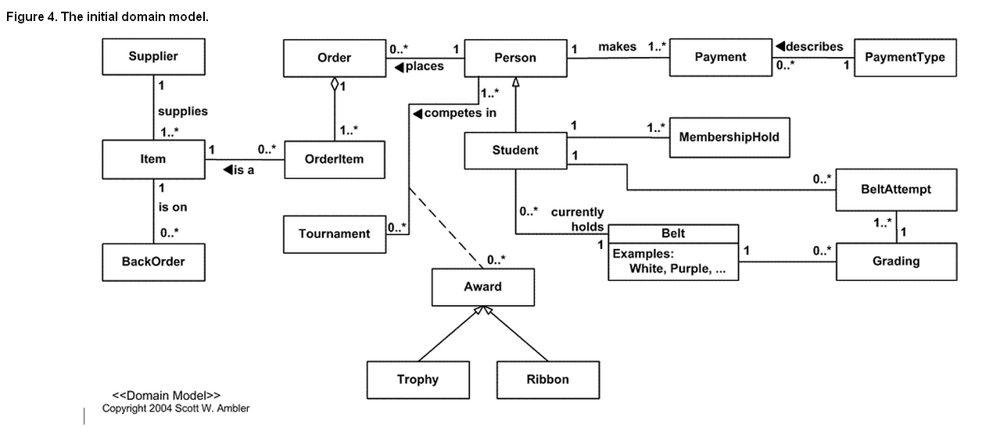 Figure 4. The initial domain model.
Supplier
Order
0..*
1
◄places
Person
1
makes
1..*
Payment
◄describes
0..*
1
PaymentType
1
supplies
1..*
1
1..*
1..*
◄competes in
Item
1
0..*
◄is a
OrderItem
Student
1
1..*
MembershipHold
1
0..*
BeltAttempt
1
is on
0..*
BackOrder
Tournament
0..*
0..*
currently
holds
1
Belt
Examples:
White, Purple, ...
1
0..*
1..*
1
Grading
0..*
Award
Trophy
Ribbon
<<Domain Model>>
Copyright 2004 Scott W. Ambler